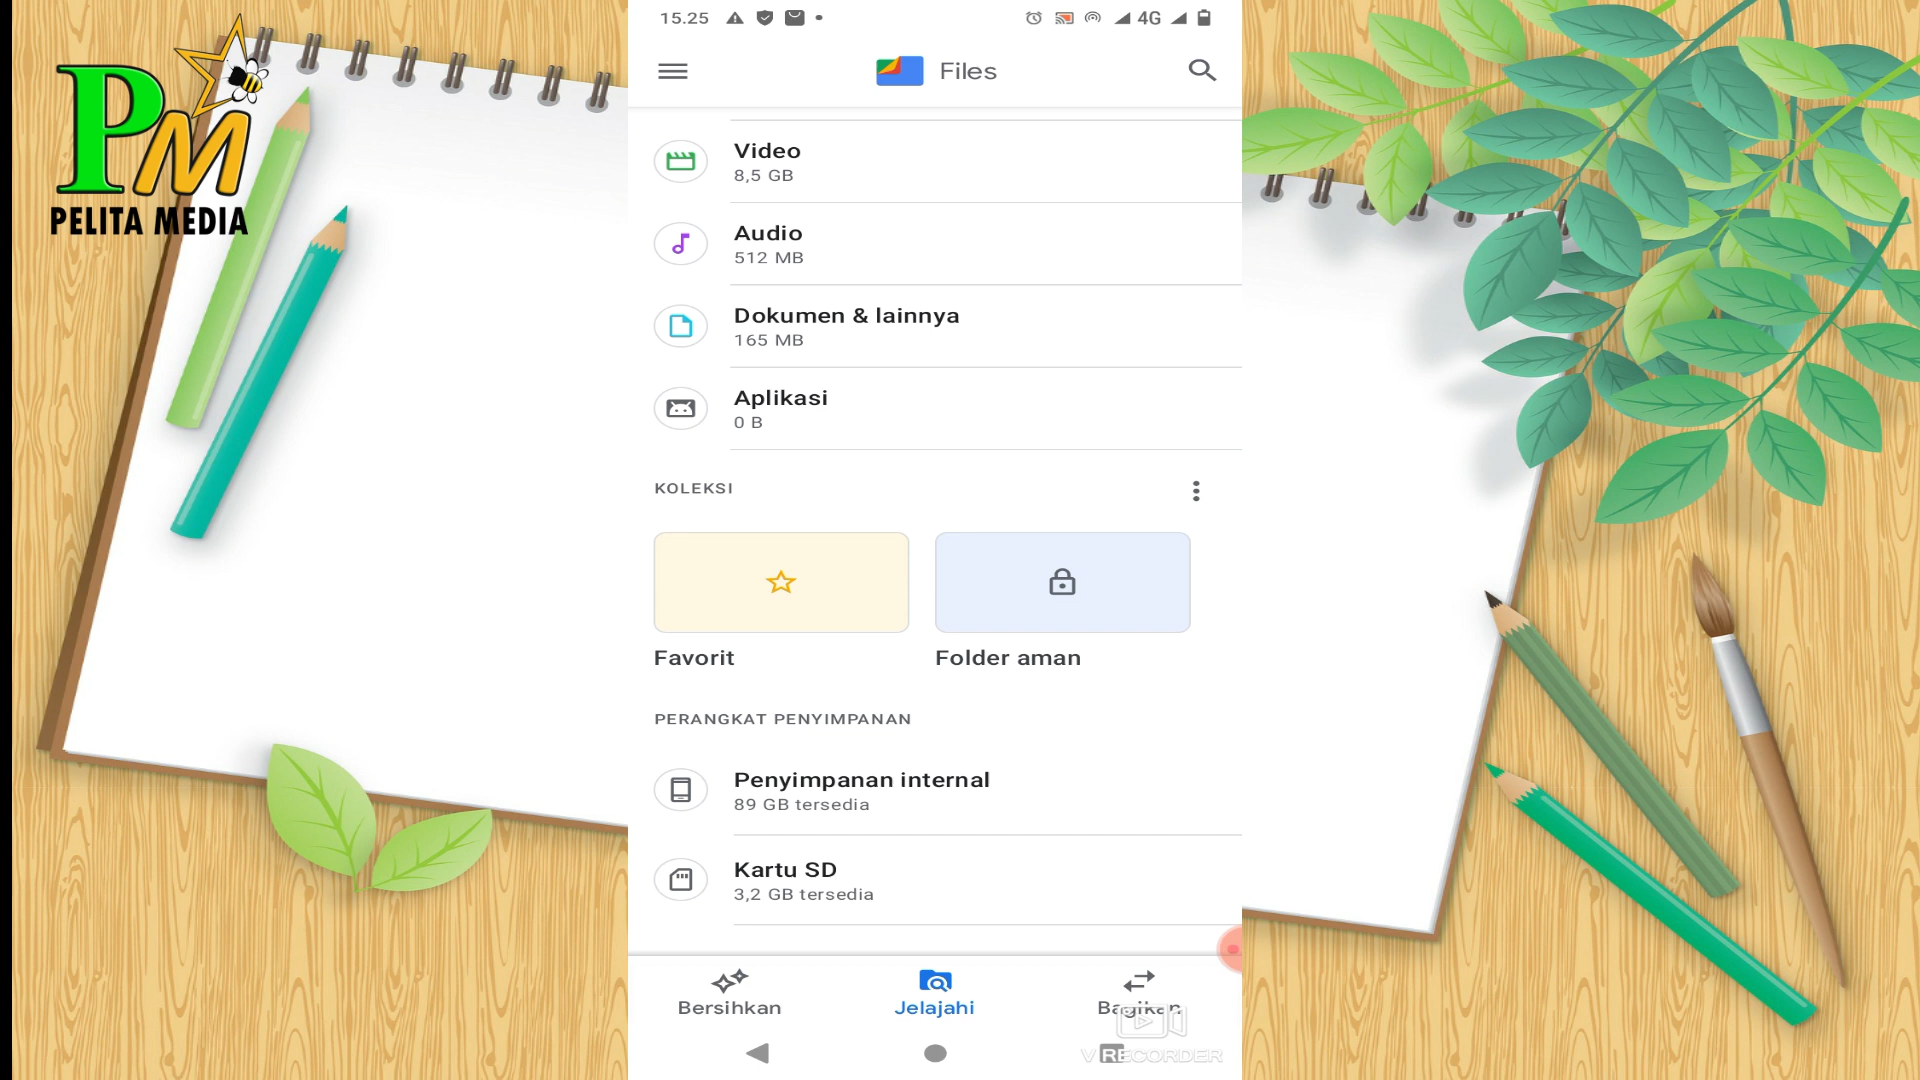 15.25
4G
Files
PM
PELITA MEDIA
Video
8,5 GB
Audio
512 MB
Dokumen & lainnya
165 MB
Aplikasi
0 B
KOLEKSI
Favorit
Folder aman
PERANGKAT PENYIMPANAN
Penyimpanan internal
89 GB tersedia
Kartu SD
3,2 GB tersedia
Bersihkan
Jelajahi
Bagikan
V RECORDER